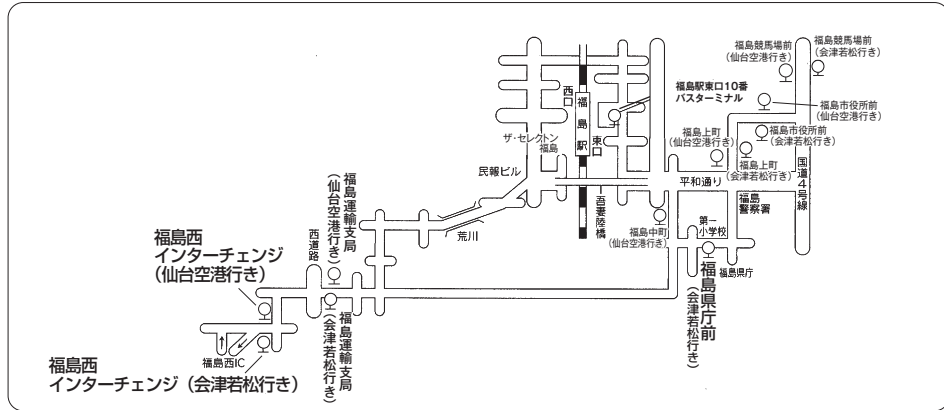 福島競馬場前
(仙台空港行き)
福島競馬場前
(会津若松行き)
福島駅東口10番
バスターミナル
西口
福島駅
東口
福島市役所前
(仙台空港行き)
福島市役所前
(会津若松行き)
ザ・セレクトン
福島
福島上町
(仙台空港行き)
福島上町
(会津若松行き)
国道4号線
民報ビル
平和通り
福島
警察署
吾妻陸橋
福島中町
(仙台空港行き)
第一
小学校
福島県庁
福島県庁前
(会津若松行き)
荒川
福島運輸支局
(仙台空港行き)
西道路
福島西
インターチェンジ
(仙台空港行き)
福島運輸支局
(会津若松行き)
福島西IC
福島西
インターチェンジ(会津若松行き)